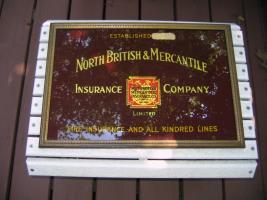 ESTABLISHED
NORTH BRITISH & MERCANTILE
INSURANCE COMPANY
LIMITED
FIRE INSURANCE AND ALL KINDRED LINES